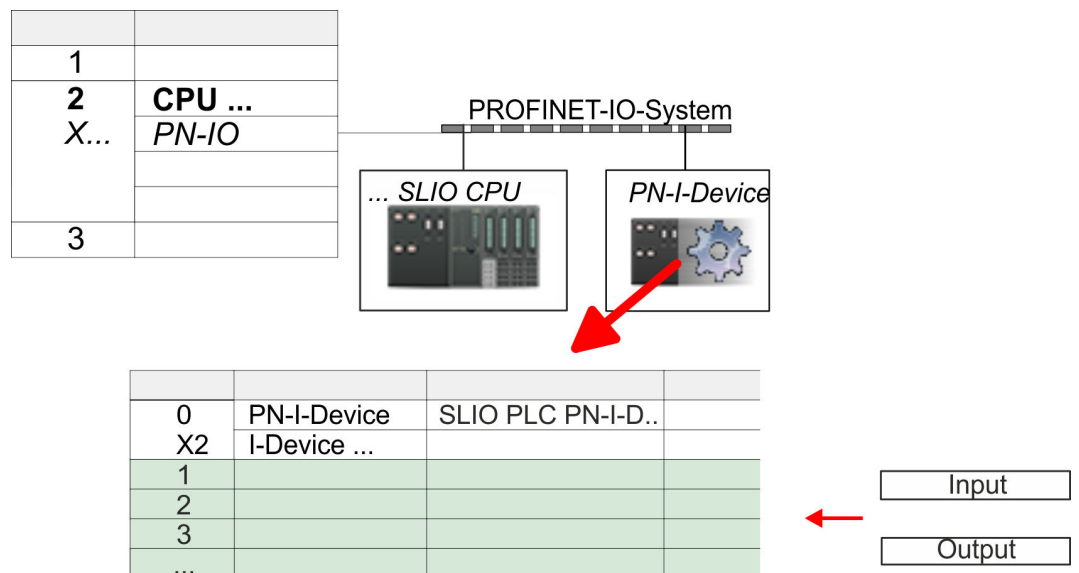 1
2 CPU ...
X... PN-IO
3
PROFINET-IO-System
... SLIO CPU
PN-I-Device
0 PN-I-Device SLIO PLC PN-I-D..
X2 I-Device ...
1
2
3
...
Input
Output